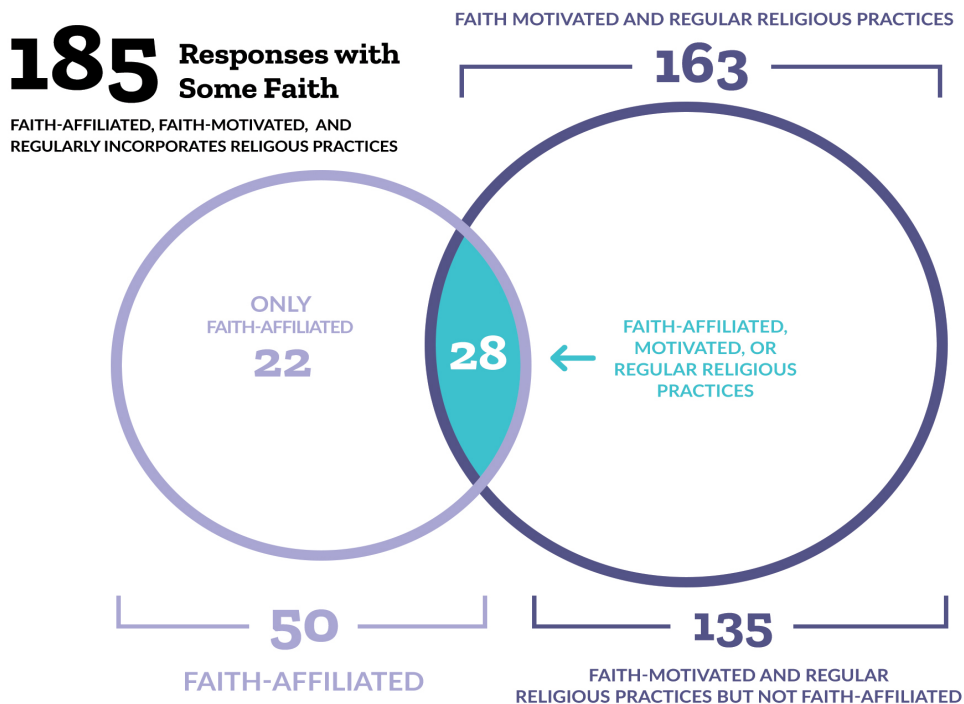 185
Responses with
Some Faith
FAITH-AFFILIATED, FAITH-MOTIVATED, AND
REGULARLY INCORPORATES RELIGOUS PRACTICES
FAITH MOTIVATED AND REGULAR RELIGIOUS PRACTICES
163
ONLY
FAITH-AFFILIATED
22
28
FAITH-AFFILIATED,
MOTIVATED, OR
REGULAR RELIGIOUS
PRACTICES
50
FAITH-AFFILIATED
135
FAITH-MOTIVATED AND REGULAR
RELIGIOUS PRACTICES BUT NOT FAITH-AFFILIATED